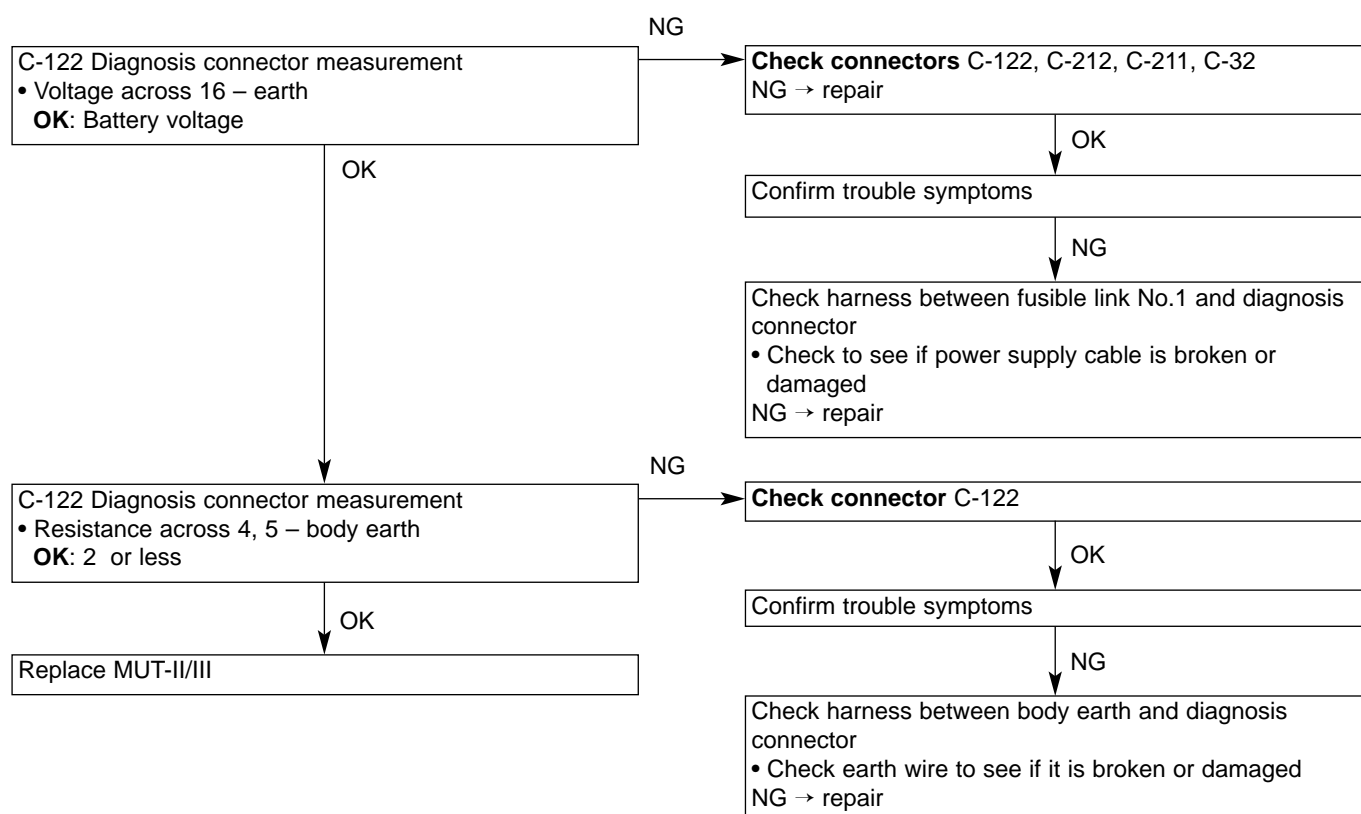 NG
C-122 Diagnosis connector measurement
• Voltage across 16 – earth
OK: Battery voltage
OK
Check connectors C-122, C-212, C-211, C-32
NG → repair
OK
Confirm trouble symptoms
NG
Check harness between fusible link No.1 and diagnosis
connector
• Check to see if power supply cable is broken or
damaged
NG → repair
NG
C-122 Diagnosis connector measurement
• Resistance across 4, 5 – body earth
OK: 2 or less
OK
Replace MUT-II/III
Check connector C-122
OK
Confirm trouble symptoms
NG
Check harness between body earth and diagnosis
connector
• Check earth wire to see if it is broken or damaged
NG → repair